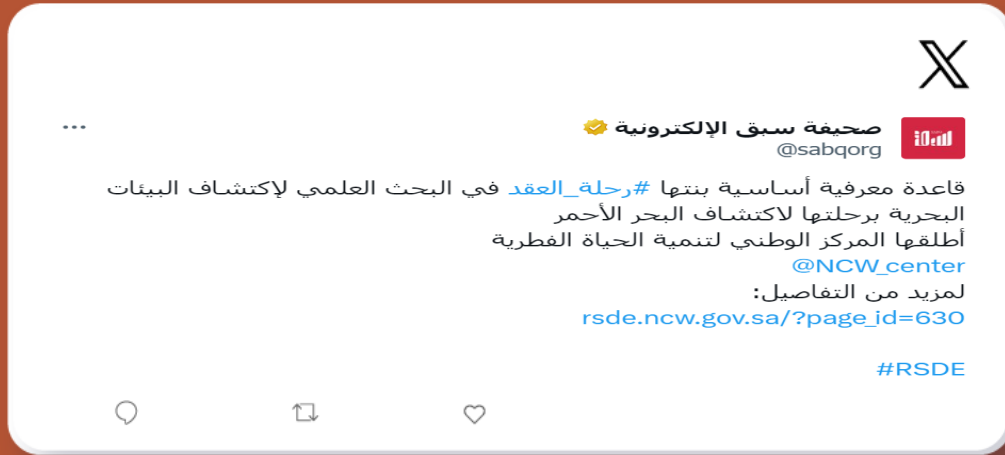 صحيفة سبق الإلكترونية
@sabqorg
قاعدة معرفية أساسية بنتها #رحلة_العقد في البحث العلمي لإكتشاف البيئات
البحرية برحلتها لاكتشاف البحر الأحمر
أطلقها المركز الوطني لتنمية الحياة الفطرية
@NCW_center
لمزيد من التفاصيل:
rsde.ncw.gov.sa/?page_id=630
#RSDE